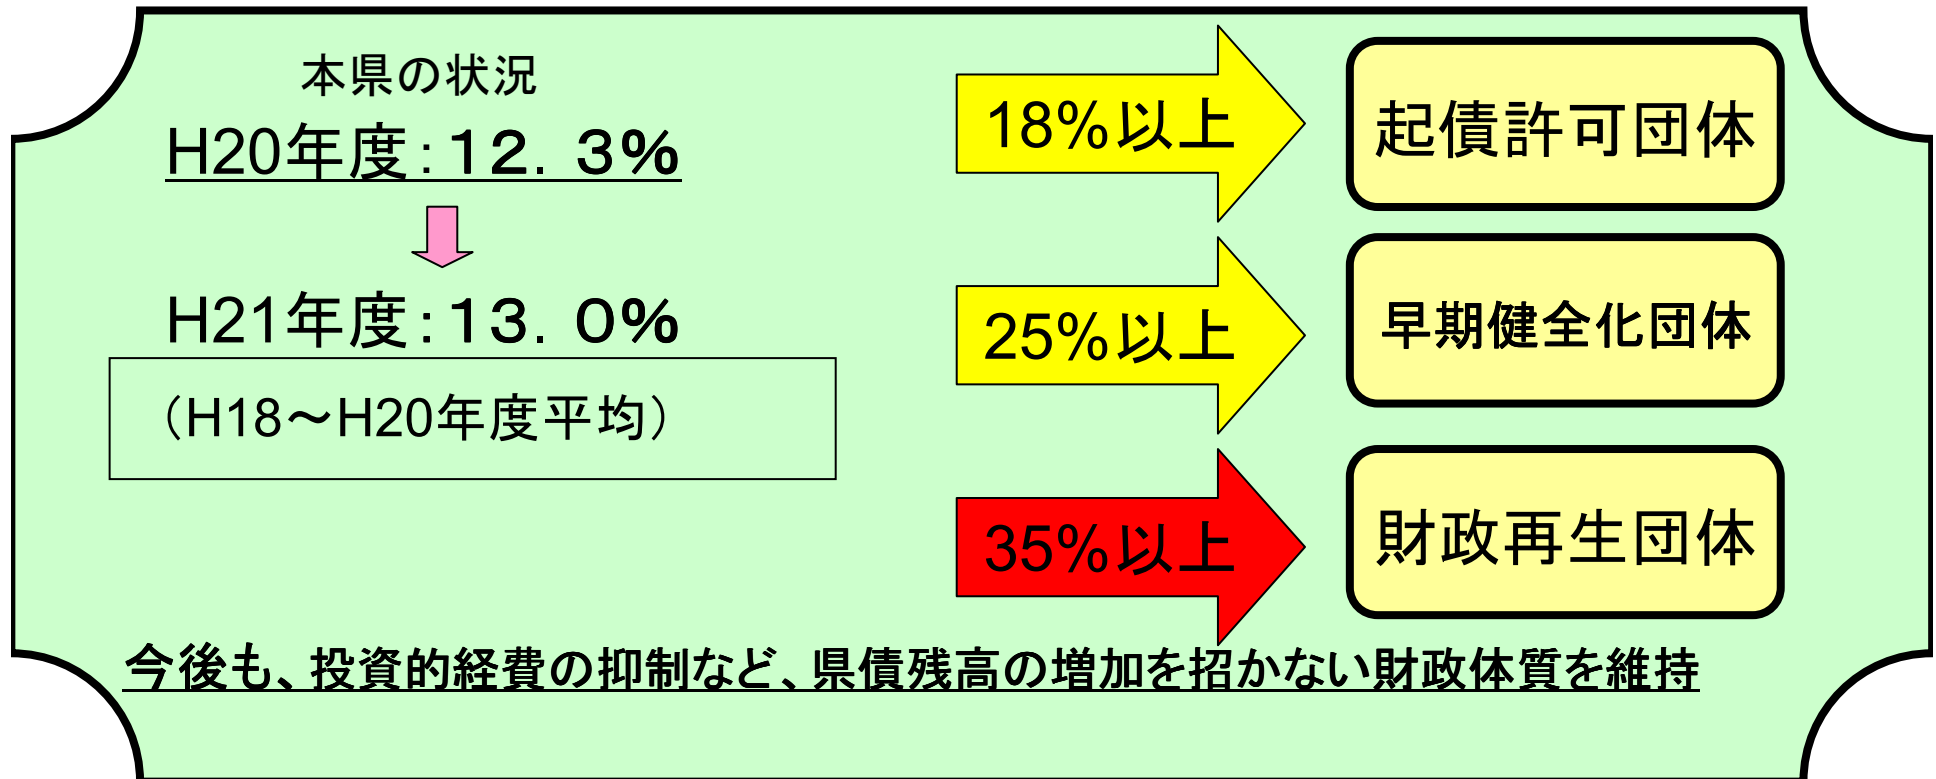 本県の状況
H20年度：１２．３％
H21年度：１３．０％
（H18～H20年度平均）
18%以上
起債許可団体
25%以上
早期健全化団体
35%以上
財政再生団体
今後も、投資的経費の抑制など、県債残高の増加を招かない財政体質を維持